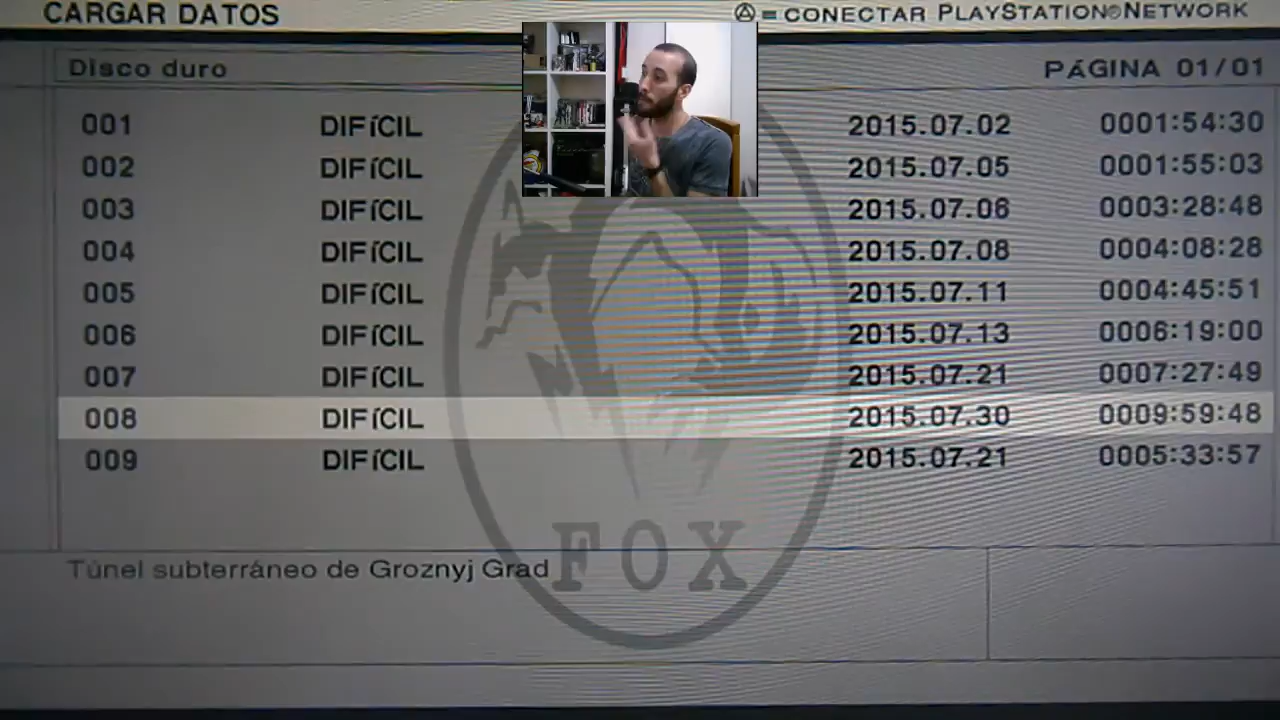 CARGAR DATOS
Ⓐ = CONECTAR PLAYSTATION®NETWORK
Disco duro
PÁGINA 01/01
001 DIFíCIL 2015.07.02 0001:54:30
002 DIFíCIL 2015.07.05 0001:55:03
003 DIFíCIL 2015.07.06 0003:28:48
004 DIFíCIL 2015.07.08 0004:08:28
005 DIFíCIL 2015.07.11 0004:45:51
006 DIFíCIL 2015.07.13 0006:19:00
007 DIFíCIL 2015.07.21 0007:27:49
008 DIFíCIL 2015.07.30 0009:59:48
009 DIFíCIL 2015.07.21 0005:33:57
FOX
Túnel subterráneo de Groznyj Grad